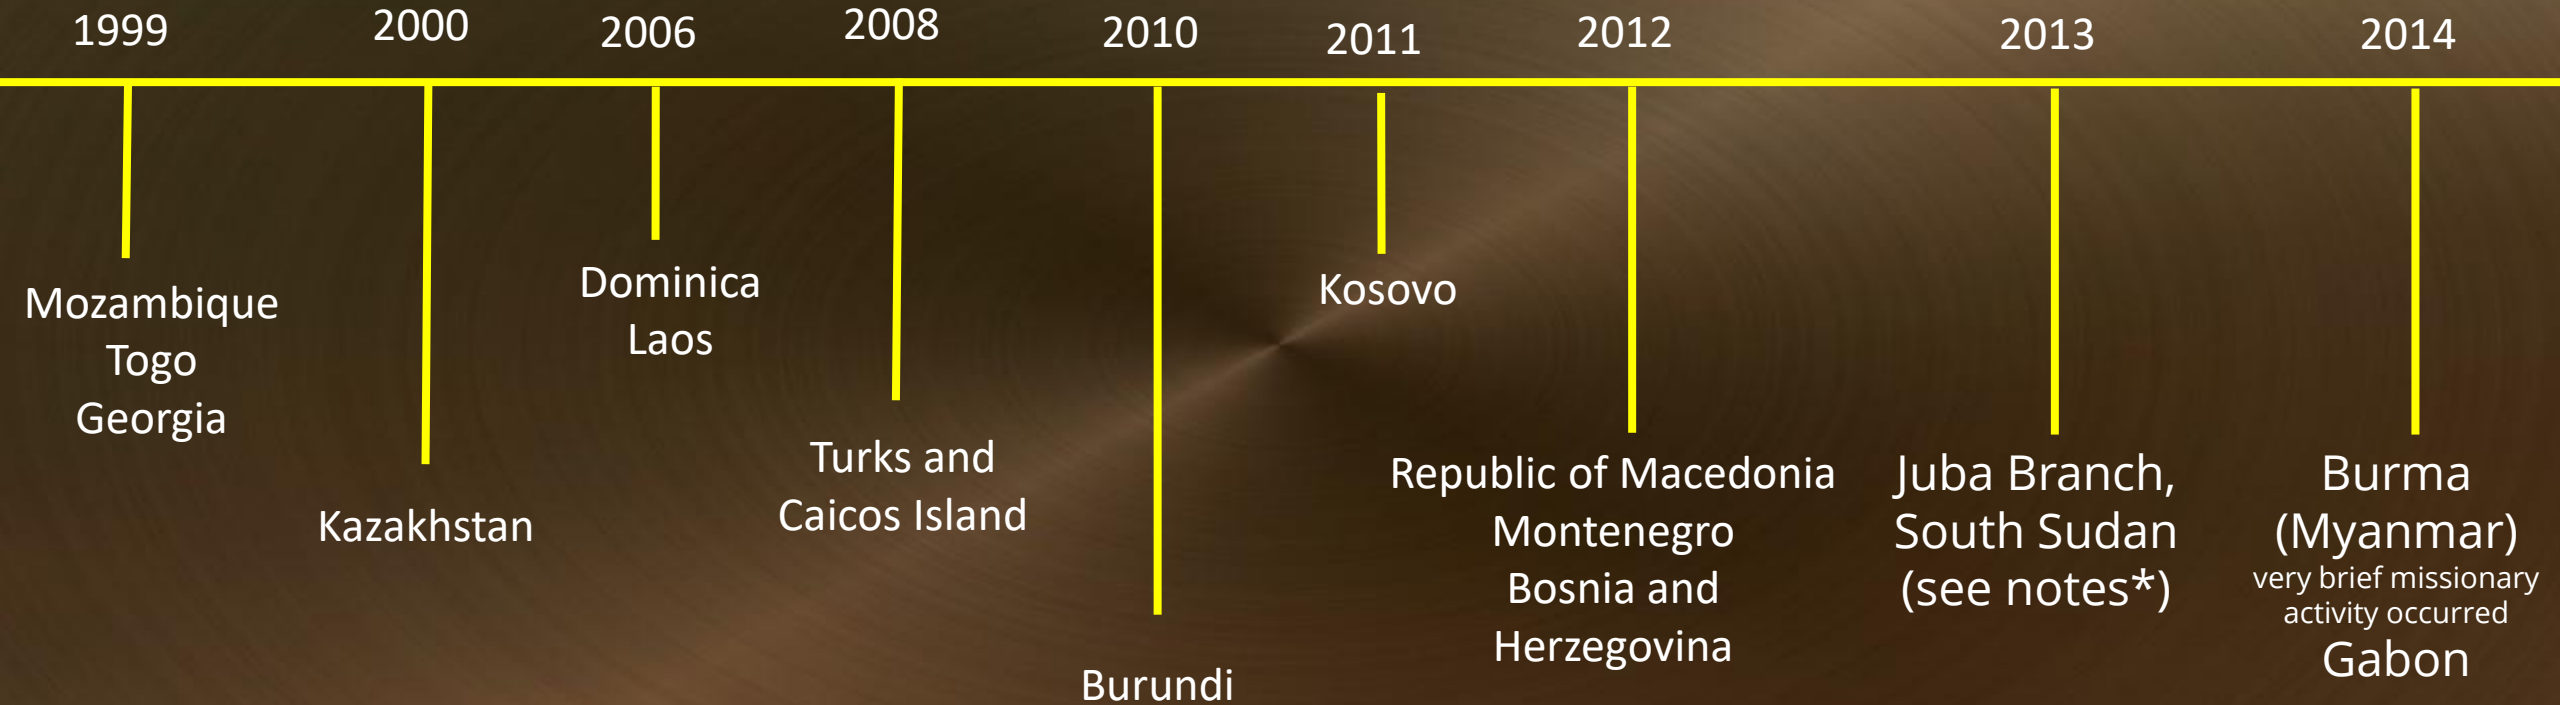 1999
2000
2006
2008
2010
2011
2012
2013
2014
Mozambique
Togo
Georgia
Kazakhstan
Dominica
Laos
Turks and
Caicos Island
Burundi
Kosovo
Republic of Macedonia
Montenegro
Bosnia and
Herzegovina
Juba Branch,
South Sudan
(see notes*)
Burma
(Myanmar)
very brief missionary
activity occurred
Gabon